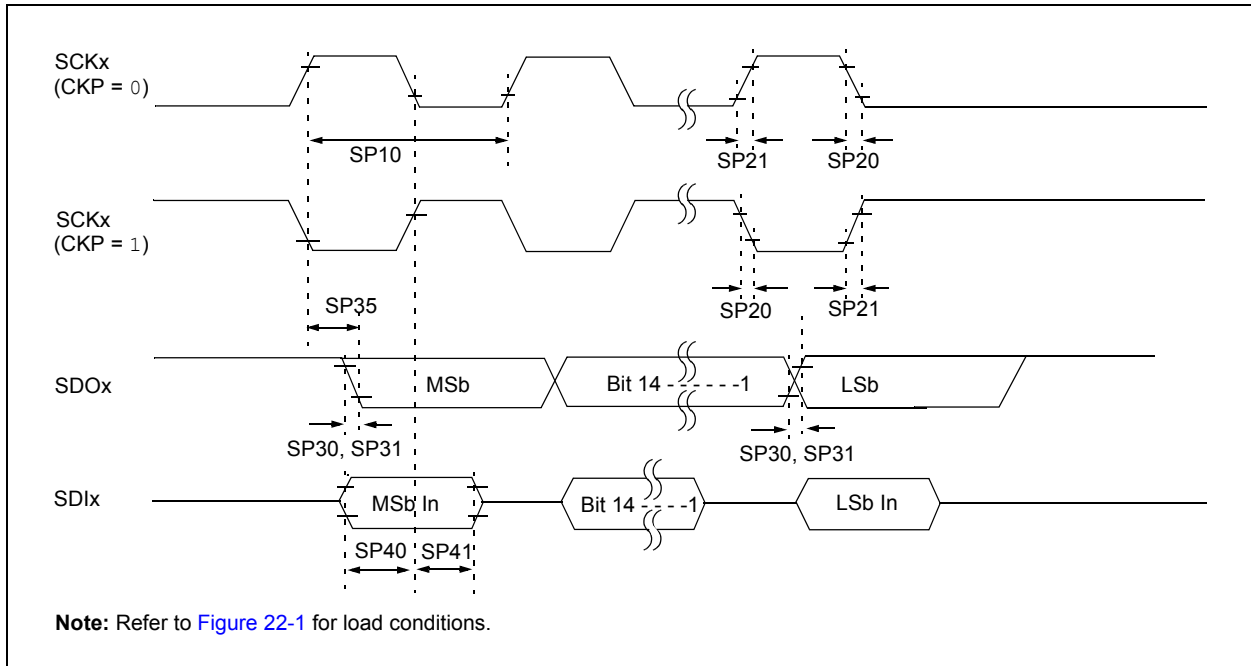 SCKx
(CKP = 0)
SP10
SP21
SP20
SCKx
(CKP = 1)
SP35
SP20
SP21
SDOx
MSb
Bit 14 - - - - - -1
LSb
SP30, SP31
SP30, SP31
SDIx
MSb In
Bit 14 - - - -1
LSb In
SP40
SP41
Note: Refer to Figure 22-1 for load conditions.